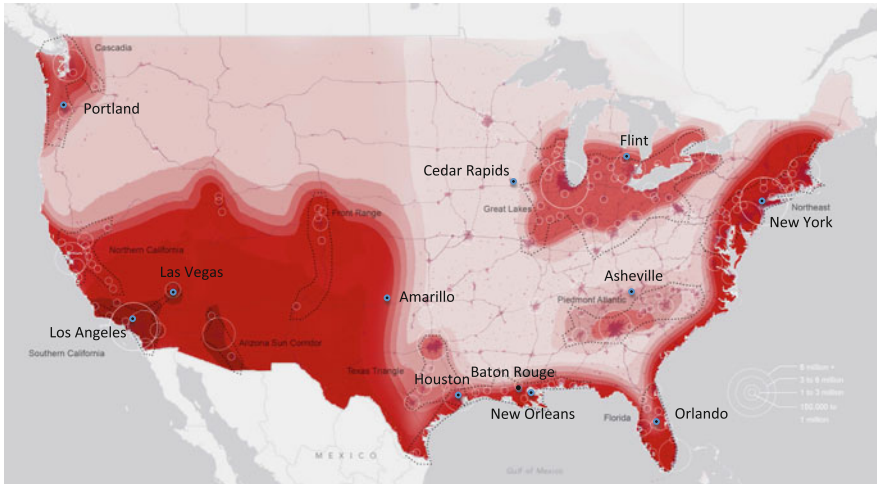 Cascadia
Portland
Flint
Cedar Rapids
Great Lakes
Front Range
Northeast
New York
Northern California
Las Vegas
Asheville
Amarillo
Piedmont Atlantic
Los Angeles
Arizona Sun Corridor
Southern California
Texas Triangle
Baton Rouge
Houston
New Orleans
Orlando
Florida
8 million +
3 to 8 million
1 to 3 million
150,000 to
1 million
MEXICO
Gulf of Mexico